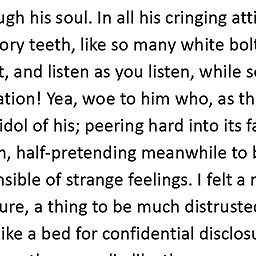 ugh his soul. In all his cringing atti
ory teeth, like so many white bolt
t, and listen as you listen, while se
ation! Yea, woe to him who, as th
idol of his; peering hard into its fa
n, half-pretending meanwhile to b
nsible of strange feelings. I felt a
ure, a thing to be much distrusted
ike a bed for confidential disclosu